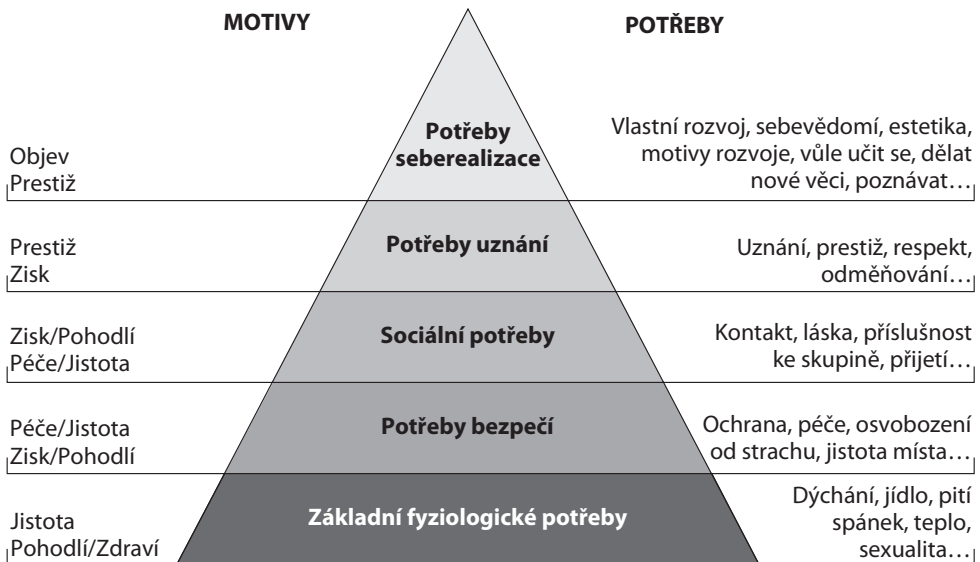 MOTIVY
POTŘEBY
Objev
Prestiž
Potřeby
seberealizace
Vlastní rozvoj, sebevědomí, estetika,
motivy rozvoje, vůle učit se, dělat
nové věci, poznávat…
Prestiž
Zisk
Potřeby uznání
Uznání, prestiž, respekt,
odměňování…
Zisk/Pohodlí
Péče/Jistota
Sociální potřeby
Kontakt, láska, příslušnost
ke skupině, přijetí…
Péče/Jistota
Zisk/Pohodlí
Potřeby bezpečí
Ochrana, péče, osvobození
od strachu, jistota místa…
Jistota
Pohodlí/Zdraví
Základní fyziologické potřeby
Dýchání, jídlo, pití
spánek, teplo,
sexualita…